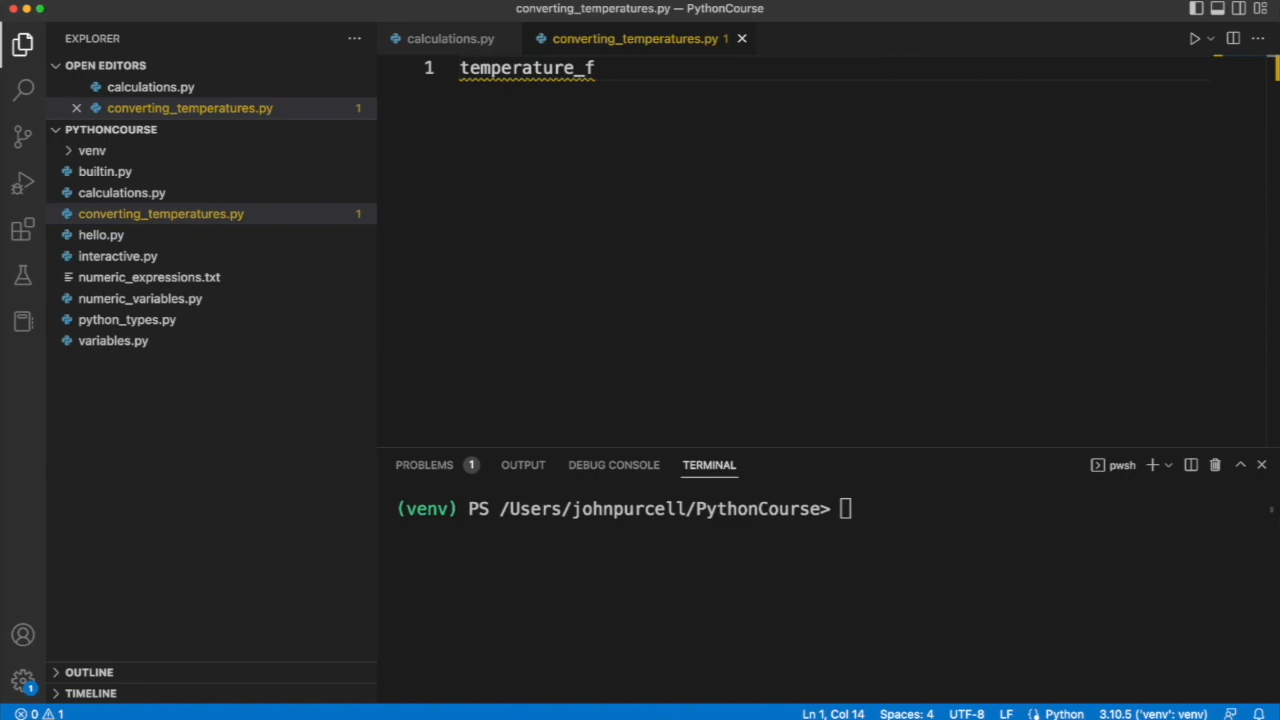 converting_temperatures.py — PythonCourse
EXPLORER
calculations.py
converting_temperatures.py 1
OPEN EDITORS
calculations.py
converting_temperatures.py 1
PYTHONCOURSE
venv
builtin.py
calculations.py
converting_temperatures.py 1
hello.py
interactive.py
numeric_expressions.txt
numeric_variables.py
python_types.py
variables.py
1 temperature_f
PROBLEMS 1 OUTPUT DEBUG CONSOLE TERMINAL pwsh
(venv) PS /Users/johnpurcell/PythonCourse>
OUTLINE
TIMELINE
1
0 1 Ln 1, Col 14 Spaces: 4 UTF-8 LF Python 3.10.5 ('venv': venv)